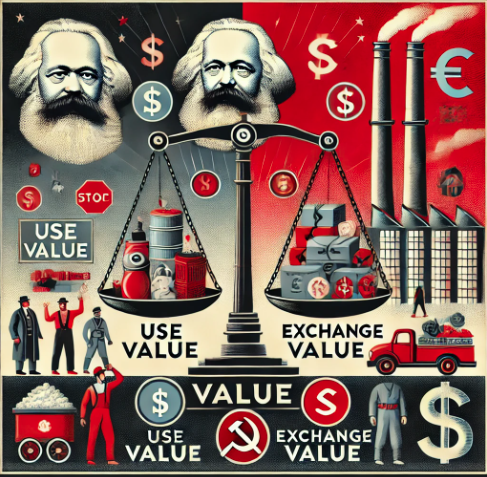 $
$
$
$
€
$
STOP
USE
VALUE
USE
VALUE
EXCHANGE
VALUE
$
VALUE
S
USE
VALUE
EXCHANGE
VALUE
$